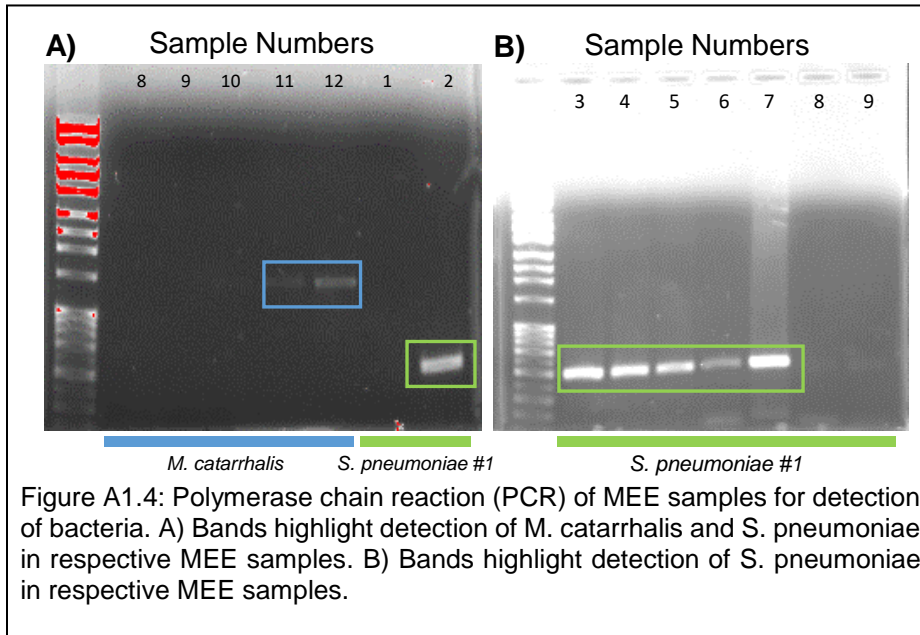 A) Sample Numbers B) Sample Numbers
8 9 10 11 12 1 2
3 4 5 6 7 8 9
M. catarrhalis S. pneumoniae #1 S. pneumoniae #1
Figure A1.4: Polymerase chain reaction (PCR) of MEE samples for detection
of bacteria. A) Bands highlight detection of M. catarrhalis and S. pneumoniae
in respective MEE samples. B) Bands highlight detection of S. pneumoniae
in respective MEE samples.